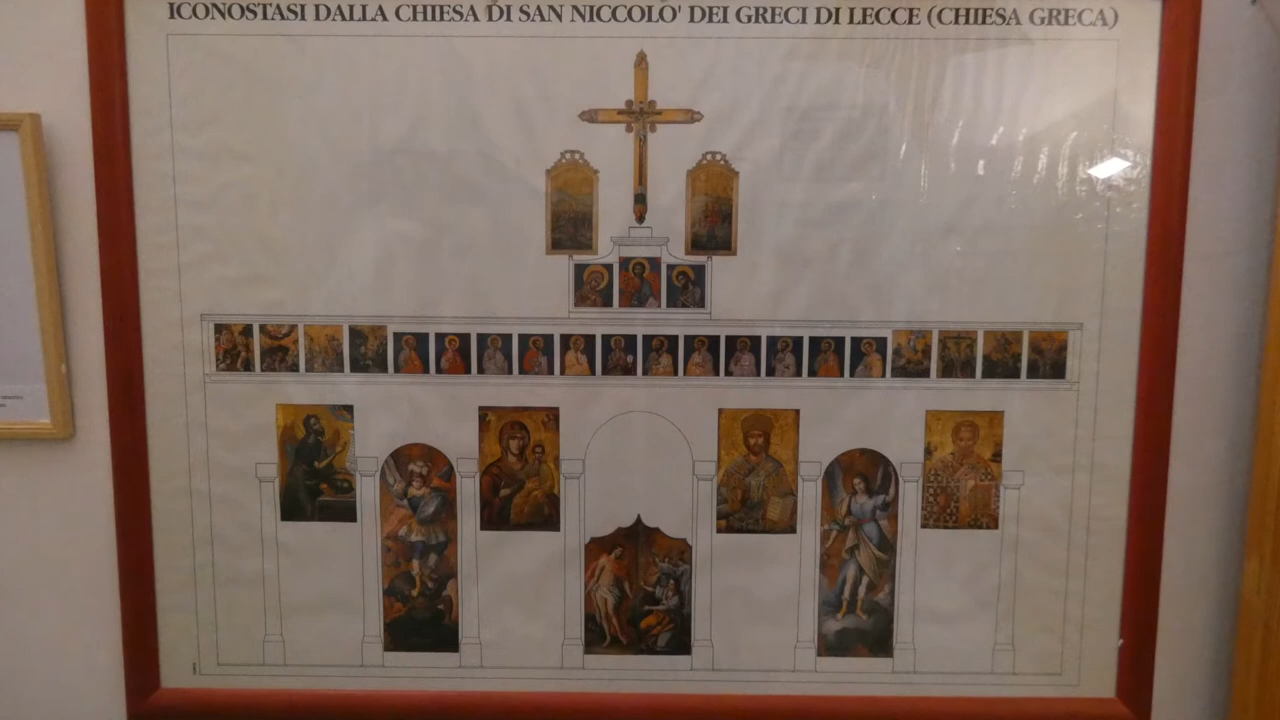 ICONOSTASI DALLA CHIESA DI SAN NICCOLO' DEI GRECI DI LECCE (CHIESA GRECA)